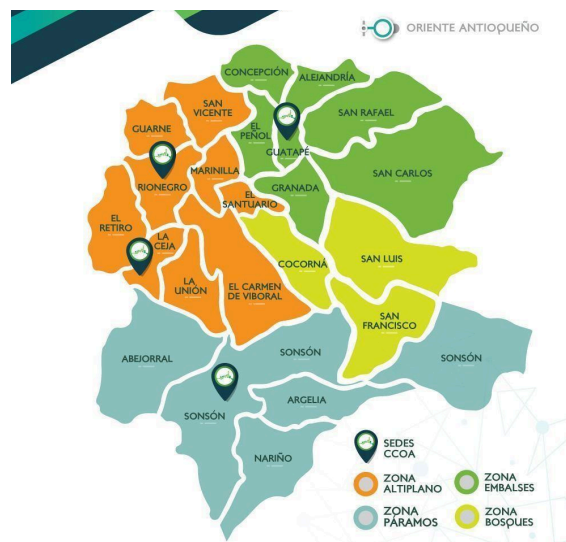 ORIENTE ANTIOQUEÑO
CONCEPCIÓN
ALEJANDRÍA
SAN
VICENTE
SAN RAFAEL
GUARNE
EL
PEÑOL
GUATAPÉ
MARINILLA
SAN CARLOS
RIONEGRO
GRANADA
EL
SANTUARIO
EL
RETIRO
LA
CEJA
COCORNÁ
SAN LUIS
LA
UNIÓN
EL CARMEN
DE VIBORAL
SAN
FRANCISCO
ABEJORRAL
SONSÓN
SONSÓN
ARGELIA
SONSÓN
NARIÑO
SEDES
CCOA
ZONA
ALTIPLANO
ZONA
EMBALSES
ZONA
PÁRAMOS
ZONA
BOSQUES